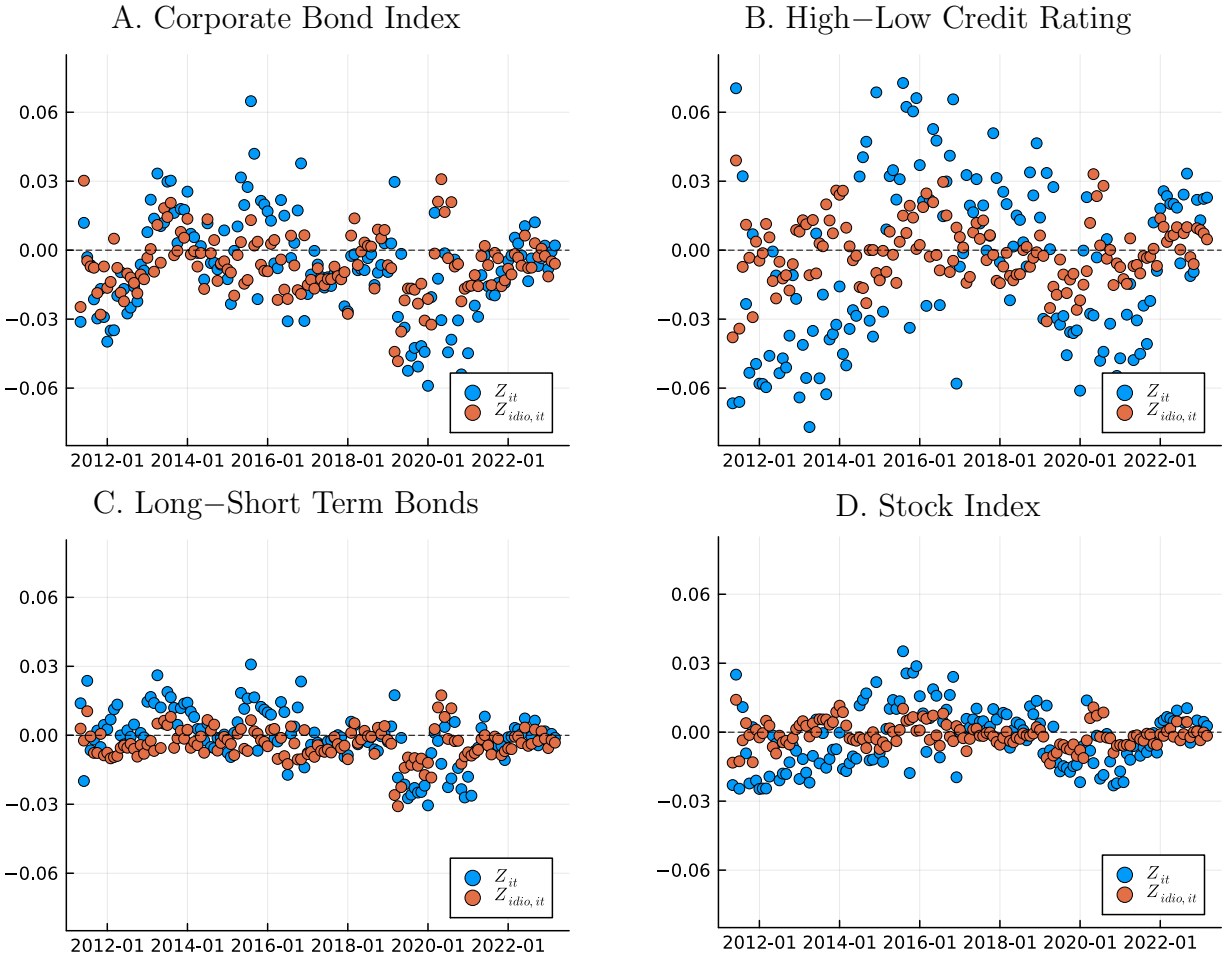 A. Corporate Bond Index
0.06
0.03
0.00
−0.03
−0.06
Z_it
Z_idio, it
2012-01 2014-01 2016-01 2018-01 2020-01 2022-01
B. High−Low Credit Rating
0.06
0.03
0.00
−0.03
−0.06
Z_it
Z_idio, it
2012-01 2014-01 2016-01 2018-01 2020-01 2022-01
C. Long−Short Term Bonds
0.06
0.03
0.00
−0.03
−0.06
Z_it
Z_idio, it
2012-01 2014-01 2016-01 2018-01 2020-01 2022-01
D. Stock Index
0.06
0.03
0.00
−0.03
−0.06
Z_it
Z_idio, it
2012-01 2014-01 2016-01 2018-01 2020-01 2022-01